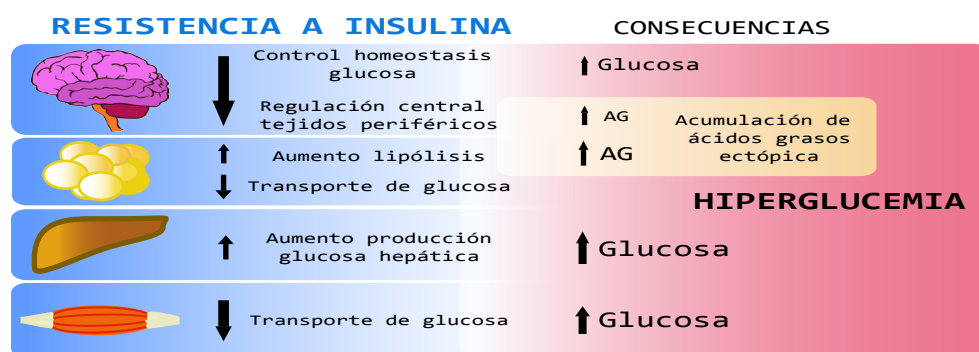 RESISTENCIA A INSULINA
CONSECUENCIAS
Control homeostasis
glucosa
Glucosa
Regulación central
tejidos periféricos
AG
Acumulación de
ácidos grasos
ectópica
Aumento lipólisis
AG
Transporte de glucosa
HIPERGLUCEMIA
Aumento producción
glucosa hepática
Glucosa
Transporte de glucosa
Glucosa